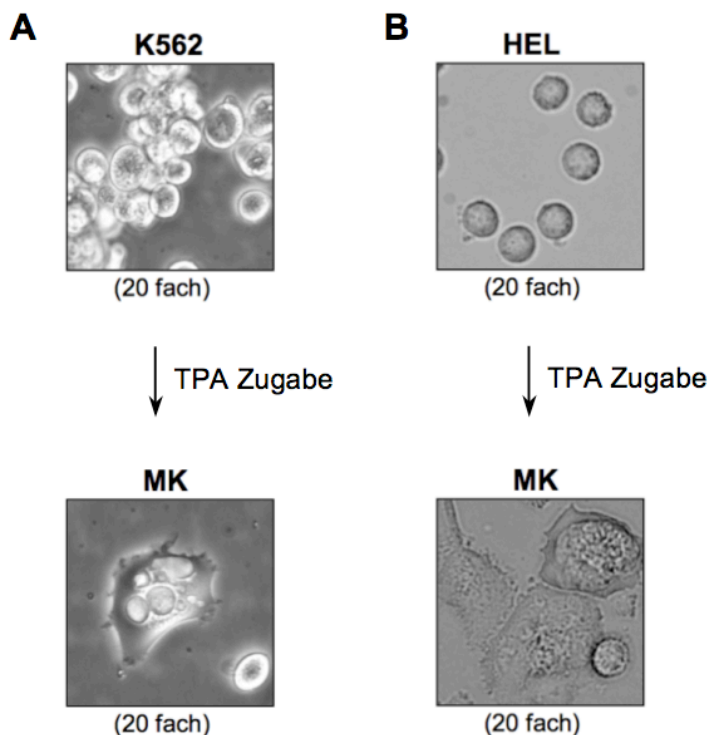 A
K562
(20 fach)
TPA Zugabe
MK
(20 fach)
B
HEL
(20 fach)
TPA Zugabe
MK
(20 fach)